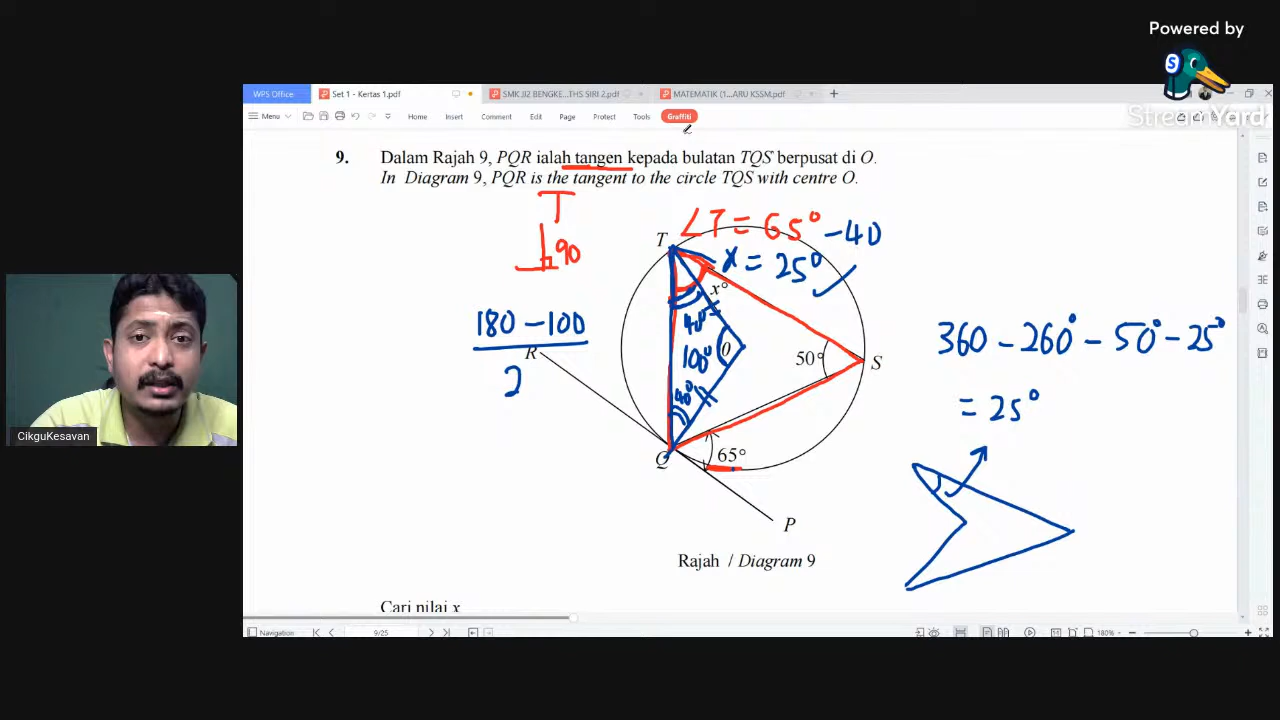 Powered by
StreamYard
WPS Office
Set 1 - Kertas 1.pdf
SMK JI2 BENGKE...THS SIRI 2.pdf
MATEMATIK (1...ARU KSSM.pdf
Menu
Home
Insert
Comment
Edit
Page
Protect
Tools
Graffiti
9. Dalam Rajah 9, PQR ialah tangen kepada bulatan TQS berpusat di O.
In Diagram 9, PQR is the tangent to the circle TQS with centre O.
T
90
∠T = 65° - 40
x = 25°
T
x°
180 - 100
2
R
40°
100°
O
40°
50°
S
360 - 260° - 50° - 25°
= 25°
Q
65°
P
Rajah / Diagram 9
Cari nilai x
CikguKesavan
Navigation
9/25
180%